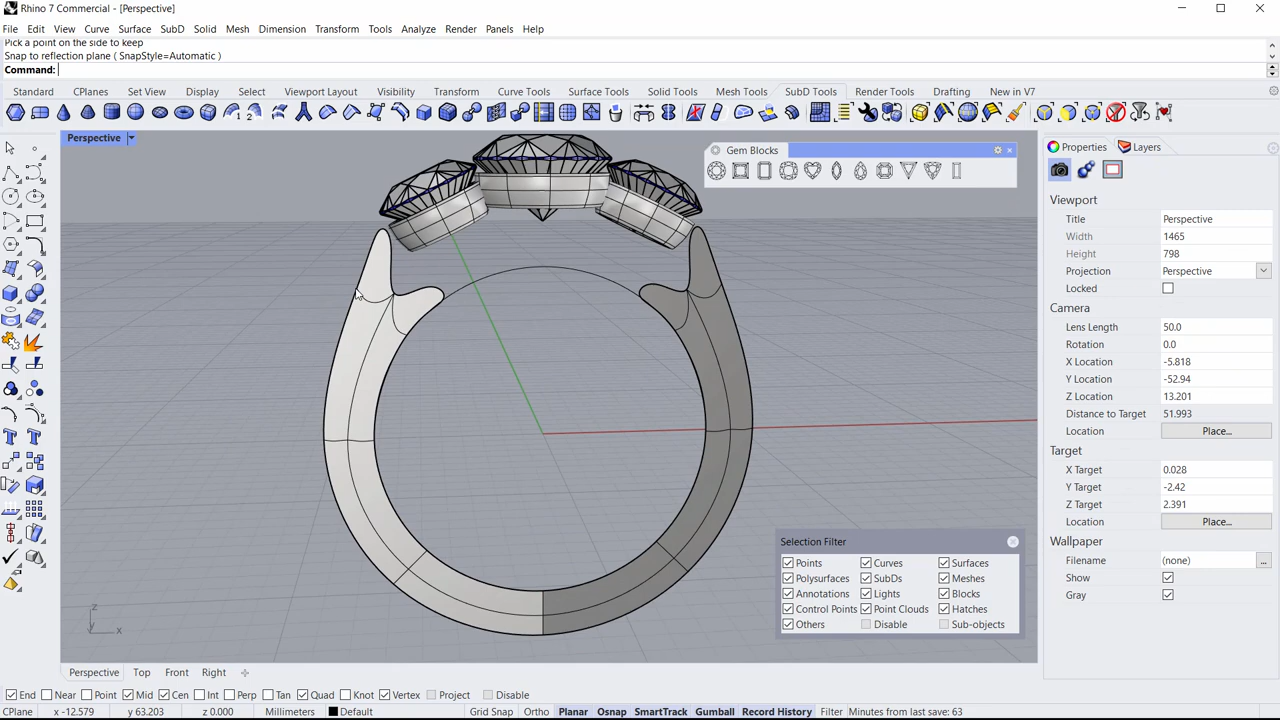 Rhino 7 Commercial - [Perspective]
File Edit View Curve Surface SubD Solid Mesh Dimension Transform Tools Analyze Render Panels Help
Pick a point on the side to keep
Snap to reflection plane ( SnapStyle=Automatic )
Command:
Standard CPlanes Set View Display Select Viewport Layout Visibility Transform Curve Tools Surface Tools Solid Tools Mesh Tools SubD Tools Render Tools Drafting New in V7
Perspective
Gem Blocks
Properties Layers
Viewport
Title Perspective
Width 1465
Height 798
Projection Perspective
Locked
Camera
Lens Length 50.0
Rotation 0.0
X Location -5.818
Y Location -52.94
Z Location 13.201
Distance to Target 51.993
Location Place...
Target
X Target 0.028
Y Target -2.42
Z Target 2.391
Location Place...
Wallpaper
Filename (none) ...
Show
Gray
Selection Filter
Points Curves Surfaces
Polysurfaces SubDs Meshes
Annotations Lights Blocks
Control Points Point Clouds Hatches
Others Disable Sub-objects
z
y
x
Perspective Top Front Right
End Near Point Mid Cen Int Perp Tan Quad Knot Vertex Project Disable
CPlane x -12.579 y 63.203 z 0.000 Millimeters Default Grid Snap Ortho Planar Osnap SmartTrack Gumball Record History Filter Minutes from last save: 63